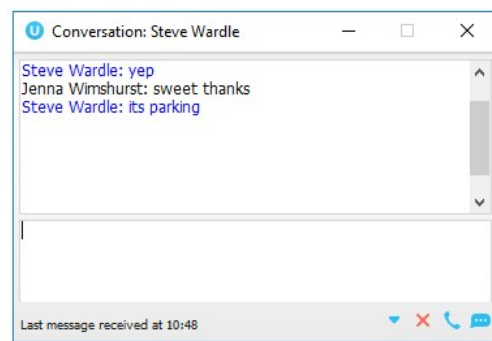 U Conversation: Steve Wardle
Steve Wardle: yep
Jenna Wimshurst: sweet thanks
Steve Wardle: its parking
Last message received at 10:48